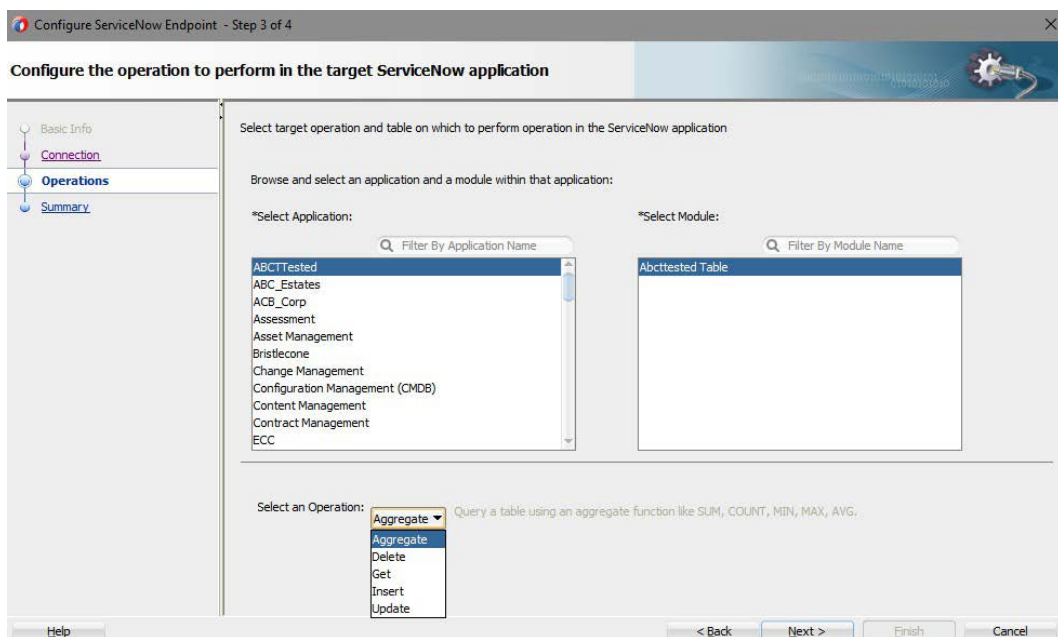 Configure ServiceNow Endpoint - Step 3 of 4
Configure the operation to perform in the target ServiceNow application
Basic Info
Connection
Operations
Summary
Select target operation and table on which to perform operation in the ServiceNow application
Browse and select an application and a module within that application:
*Select Application:
Filter By Application Name
ABCTTested
ABC_Estates
ACB_Corp
Assessment
Asset Management
Bristlecone
Change Management
Configuration Management (CMDB)
Content Management
Contract Management
ECC
*Select Module:
Filter By Module Name
Abcttested Table
Select an Operation:
Aggregate
Query a table using an aggregate function like SUM, COUNT, MIN, MAX, AVG.
Aggregate
Delete
Get
Insert
Update
Help
< Back
Next >
Finish
Cancel